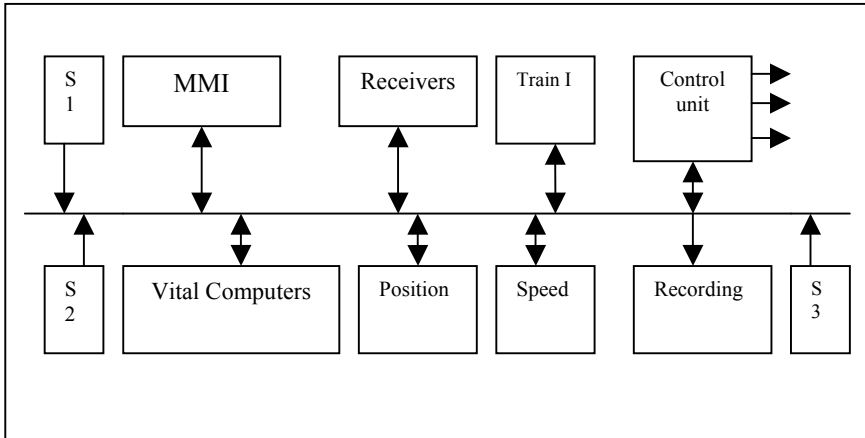 S
1
MMI
Receivers
Train I
Control
unit
S
2
Vital Computers
Position
Speed
Recording
S
3